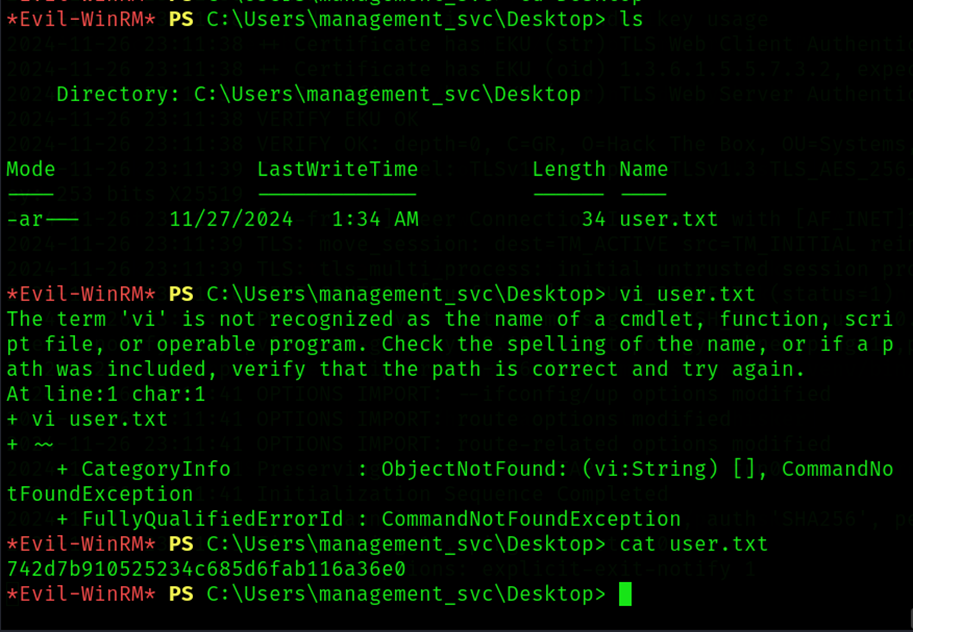 *Evil-WinRM* PS C:\Users\management_svc\Desktop> ls
Directory: C:\Users\management_svc\Desktop
Mode LastWriteTime Length Name
---- ------------- ------ ----
-ar--- 11/27/2024 1:34 AM 34 user.txt
*Evil-WinRM* PS C:\Users\management_svc\Desktop> vi user.txt
The term 'vi' is not recognized as the name of a cmdlet, function, scri
pt file, or operable program. Check the spelling of the name, or if a p
ath was included, verify that the path is correct and try again.
At line:1 char:1
+ vi user.txt
+ ~~
+ CategoryInfo : ObjectNotFound: (vi:String) [], CommandNo
tFoundException
+ FullyQualifiedErrorId : CommandNotFoundException
*Evil-WinRM* PS C:\Users\management_svc\Desktop> cat user.txt
742d7b910525234c685d6fab116a36e0
*Evil-WinRM* PS C:\Users\management_svc\Desktop>